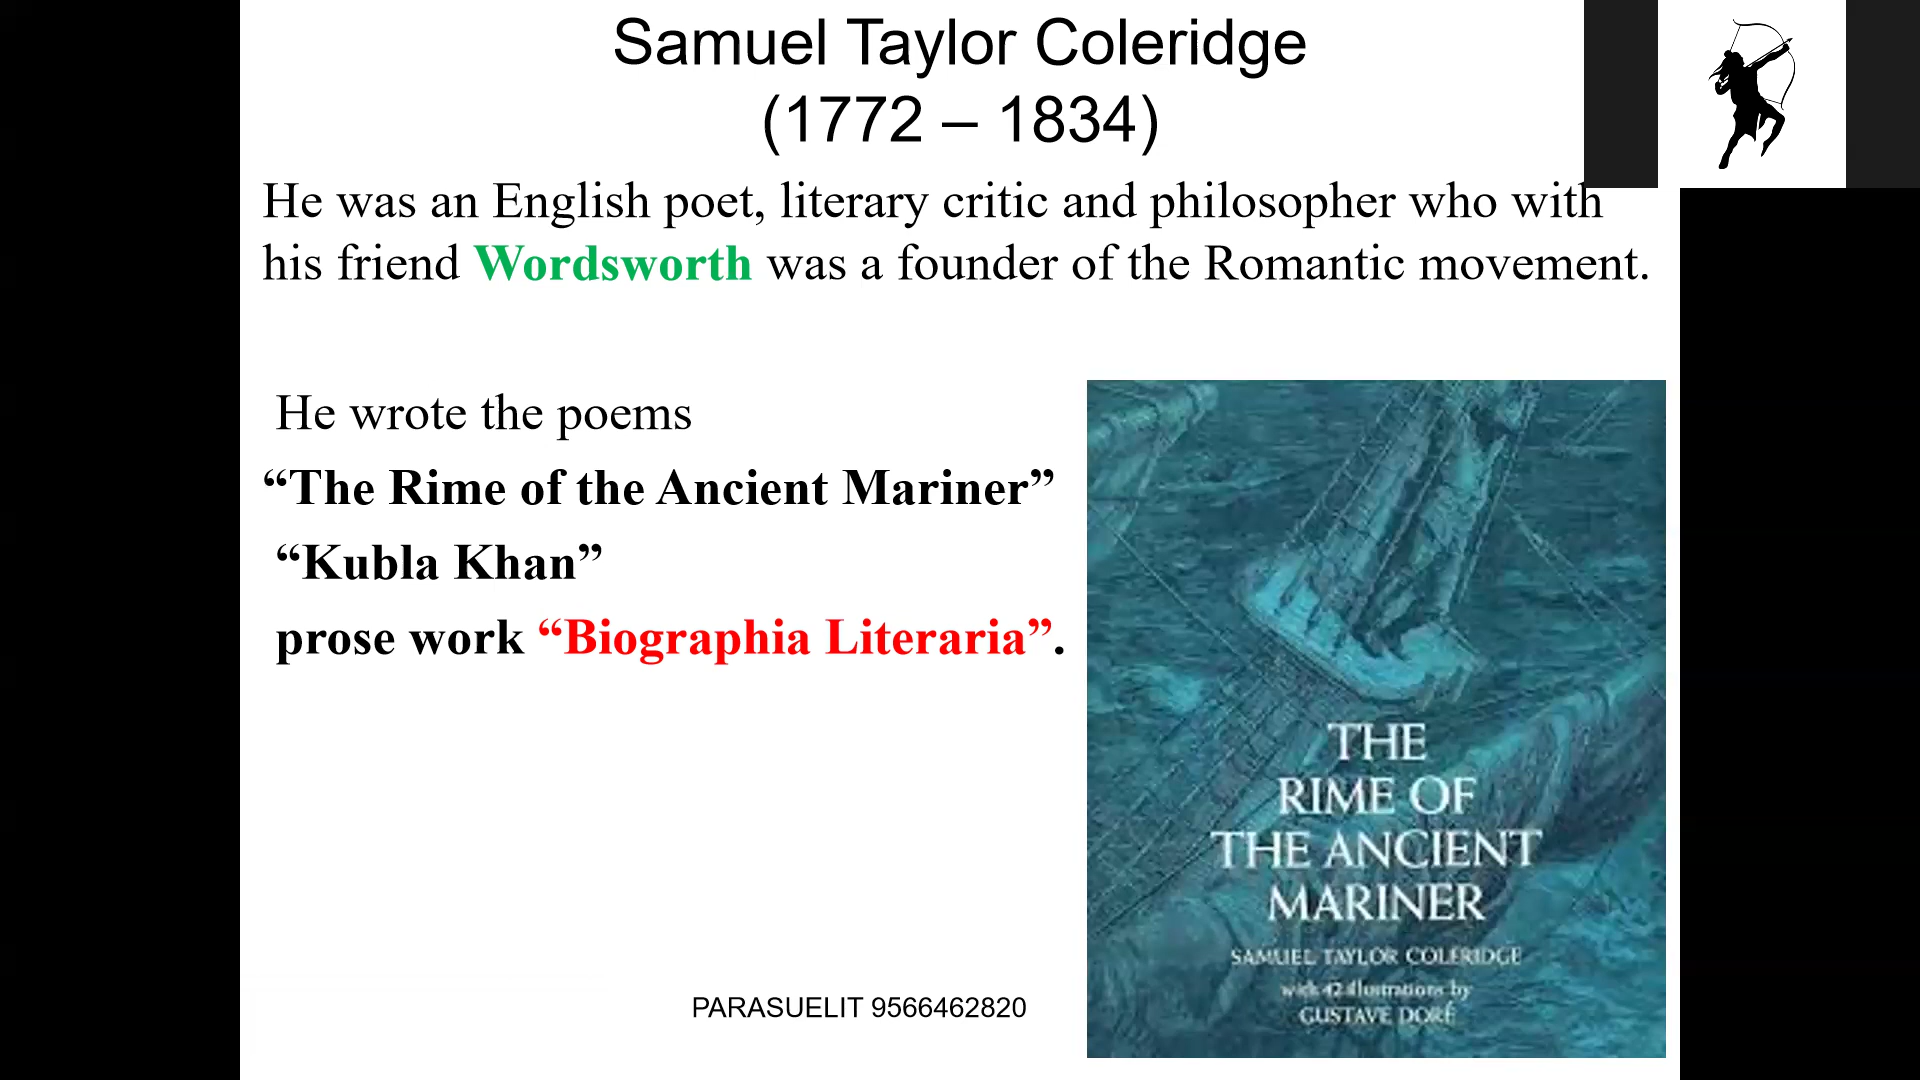 Samuel Taylor Coleridge
(1772 – 1834)
He was an English poet, literary critic and philosopher who with
his friend Wordsworth was a founder of the Romantic movement.
He wrote the poems
“The Rime of the Ancient Mariner”
“Kubla Khan”
prose work “Biographia Literaria”.
THE
RIME OF
THE ANCIENT
MARINER
SAMUEL TAYLOR COLERIDGE
with 42 illustrations by
GUSTAVE DORÉ
PARASUELIT 9566462820